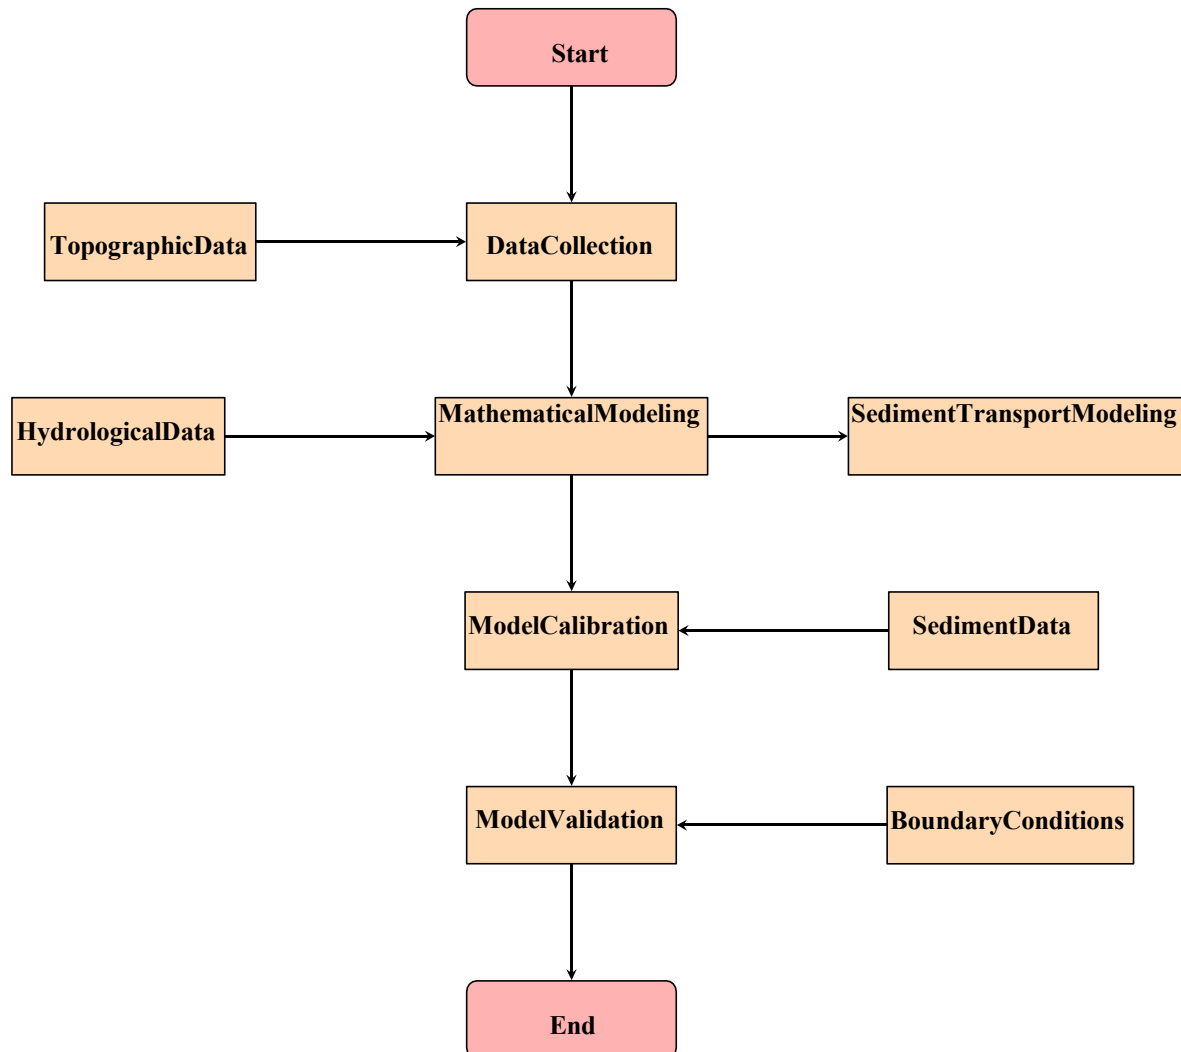 Start
TopographicData
DataCollection
HydrologicalData
MathematicalModeling
SedimentTransportModeling
ModelCalibration
SedimentData
ModelValidation
BoundaryConditions
End